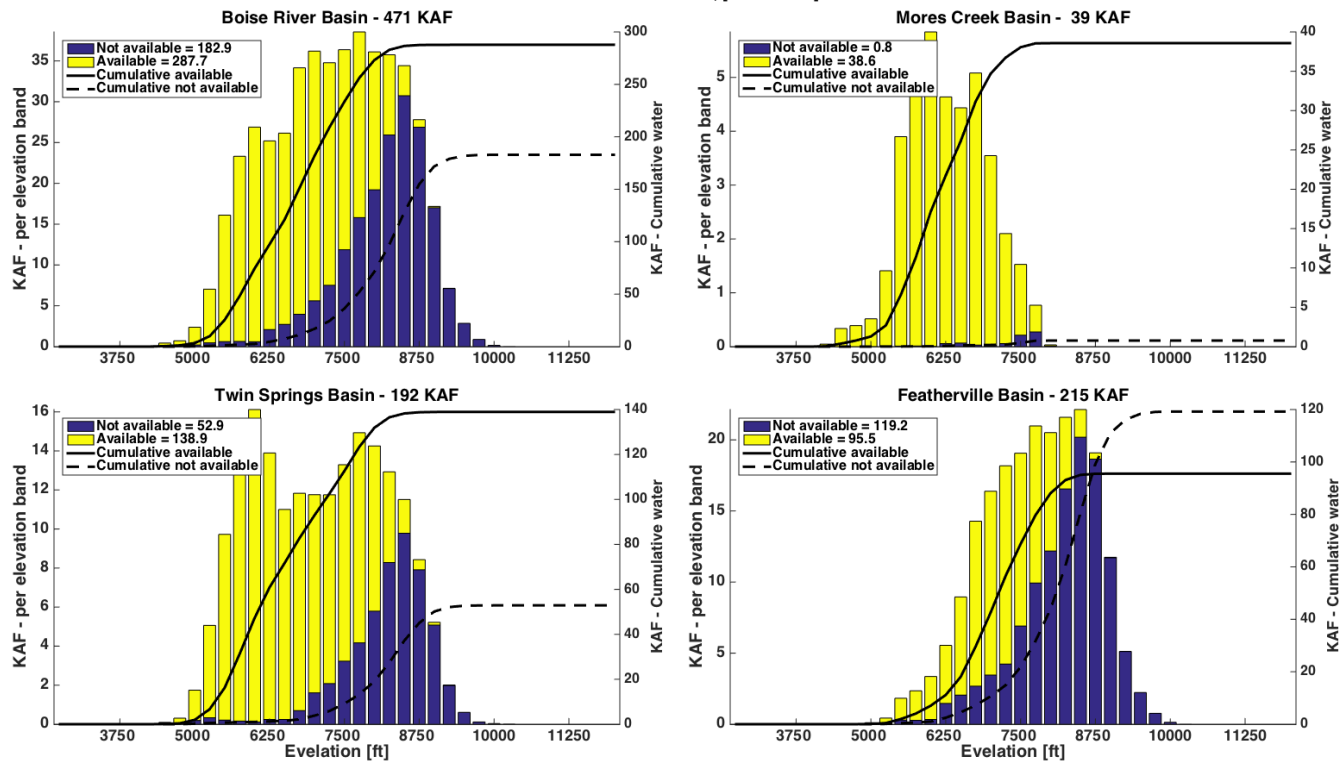 Boise River Basin - 471 KAF
Not available = 182.9
Available = 287.7
Cumulative available
Cumulative not available
KAF - per elevation band
KAF - Cumulative water
35
30
25
20
15
10
5
0
300
250
200
150
100
50
0
3750 5000 6250 7500 8750 10000 11250
Mores Creek Basin - 39 KAF
Not available = 0.8
Available = 38.6
Cumulative available
Cumulative not available
KAF - per elevation band
KAF - Cumulative water
5
4
3
2
1
0
40
35
30
25
20
15
10
5
0
3750 5000 6250 7500 8750 10000 11250
Twin Springs Basin - 192 KAF
Not available = 52.9
Available = 138.9
Cumulative available
Cumulative not available
KAF - per elevation band
KAF - Cumulative water
16
14
12
10
8
6
4
2
0
140
120
100
80
60
40
20
0
3750 5000 6250 7500 8750 10000 11250
Evelation [ft]
Featherville Basin - 215 KAF
Not available = 119.2
Available = 95.5
Cumulative available
Cumulative not available
KAF - per elevation band
KAF - Cumulative water
20
15
10
5
0
120
100
80
60
40
20
0
3750 5000 6250 7500 8750 10000 11250
Evelation [ft]